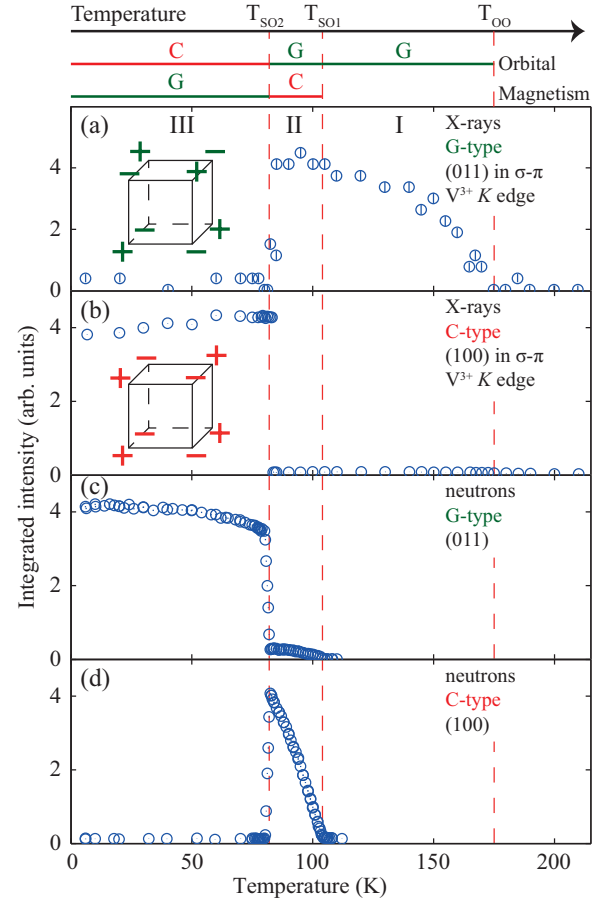 Temperature T_SO2 T_SO1 T_OO
C G G Orbital
G C Magnetism
(a) III II I X-rays
G-type
(011) in σ-π
V³⁺ K edge
4
2
0
(b) X-rays
C-type
(100) in σ-π
V³⁺ K edge
4
2
0
Integrated intensity (arb. units)
(c) neutrons
G-type
(011)
4
2
0
(d) neutrons
C-type
(100)
4
2
0
0 50 100 150 200
Temperature (K)